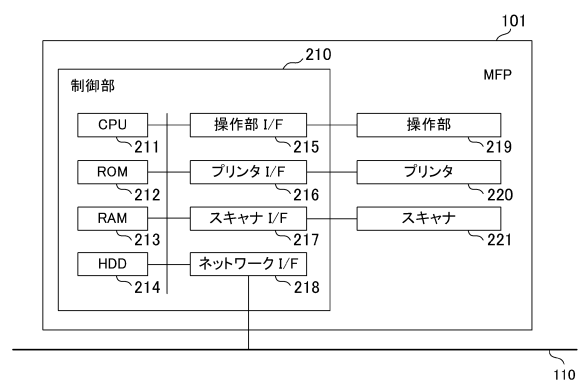 101
210
MFP
制御部
CPU
操作部 I/F
操作部
211
215
219
ROM
プリンタ I/F
プリンタ
212
216
220
RAM
スキャナ I/F
スキャナ
213
217
221
HDD
ネットワーク I/F
214
218
110